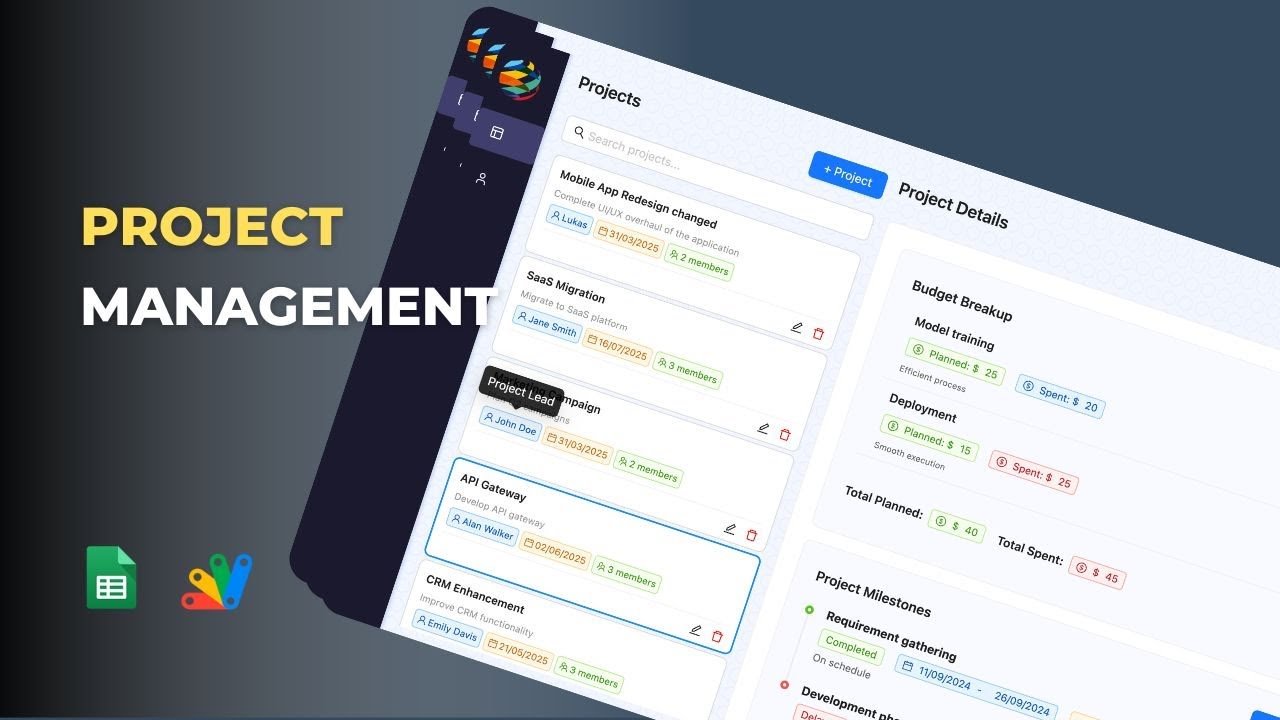 PROJECT
MANAGEMENT
Projects
Search projects...
+ Project
Mobile App Redesign changed
Complete UI/UX overhaul of the application
Lukas
31/03/2025
2 members
SaaS Migration
Migrate to SaaS platform
Jane Smith
16/07/2025
3 members
Project Lead
Campaign
John Doe
31/03/2025
2 members
API Gateway
Develop API gateway
Alan Walker
02/06/2025
3 members
CRM Enhancement
Improve CRM functionality
Emily Davis
21/05/2025
3 members
Project Details
Budget Breakup
Model training
Planned: $ 25
Spent: $ 20
Efficient process
Deployment
Planned: $ 15
Spent: $ 25
Smooth execution
Total Planned:
$ 40
Total Spent:
$ 45
Project Milestones
Requirement gathering
Completed
11/09/2024 - 26/09/2024
On schedule
Development